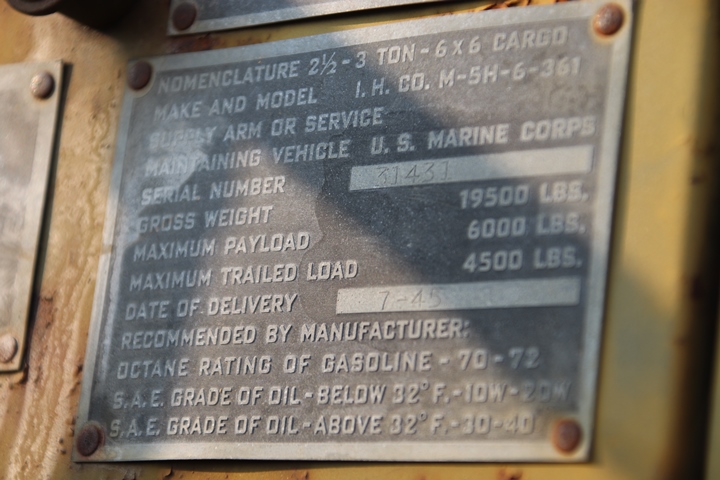 NOMENCLATURE 2½-3 TON-6X6 CARGO
MAKE AND MODEL I.H. CO. M-5H-6-361
SUPPLY ARM OR SERVICE
MAINTAINING VEHICLE U.S. MARINE CORPS
SERIAL NUMBER 31431
GROSS WEIGHT 19500 LBS.
MAXIMUM PAYLOAD 6000 LBS.
MAXIMUM TRAILED LOAD 4500 LBS.
DATE OF DELIVERY 7-45
RECOMMENDED BY MANUFACTURER:
OCTANE RATING OF GASOLINE-70-72
S.A.E. GRADE OF OIL-BELOW 32° F.-10W-20W
S.A.E. GRADE OF OIL-ABOVE 32° F.-30-40